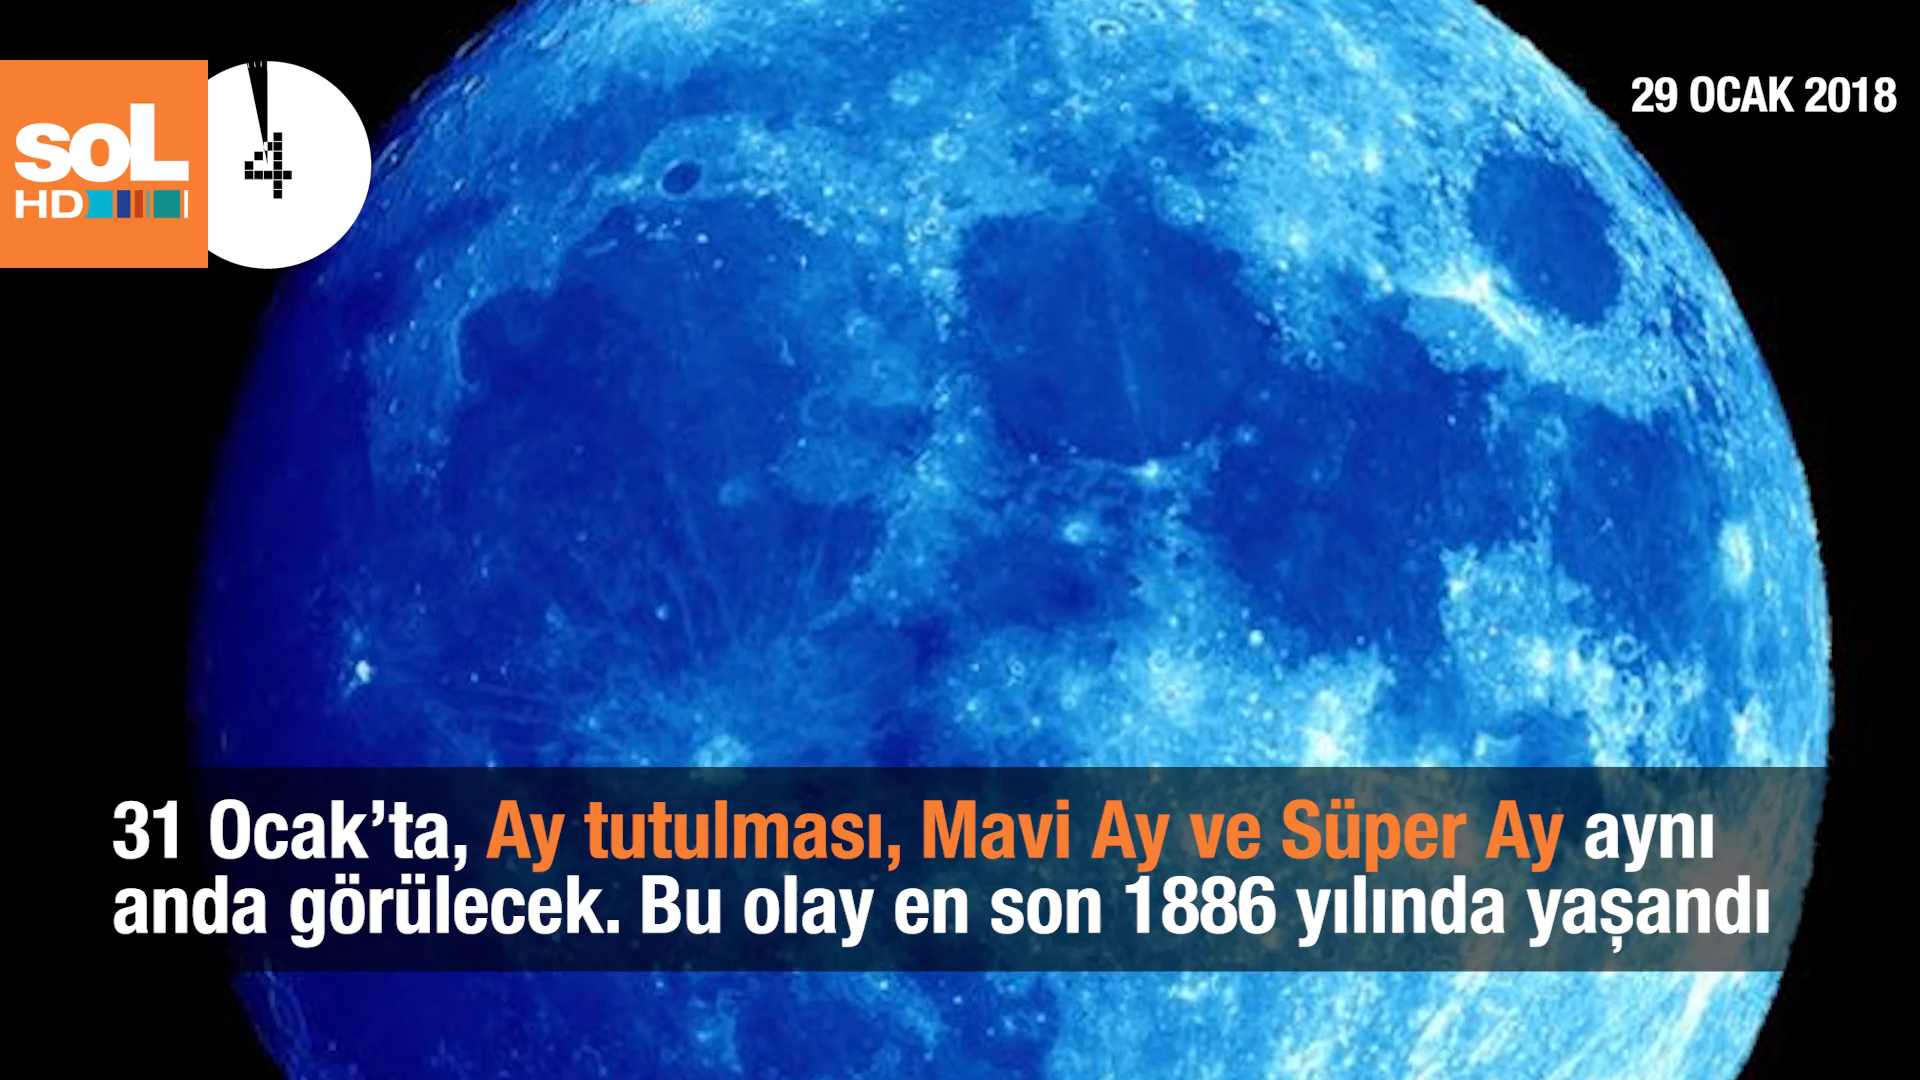 soL
HD
4
29 OCAK 2018
31 Ocak’ta, Ay tutulması, Mavi Ay ve Süper Ay aynı
anda görülecek. Bu olay en son 1886 yılında yaşandı